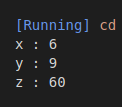 [Running] cd
x : 6
y : 9
z : 60